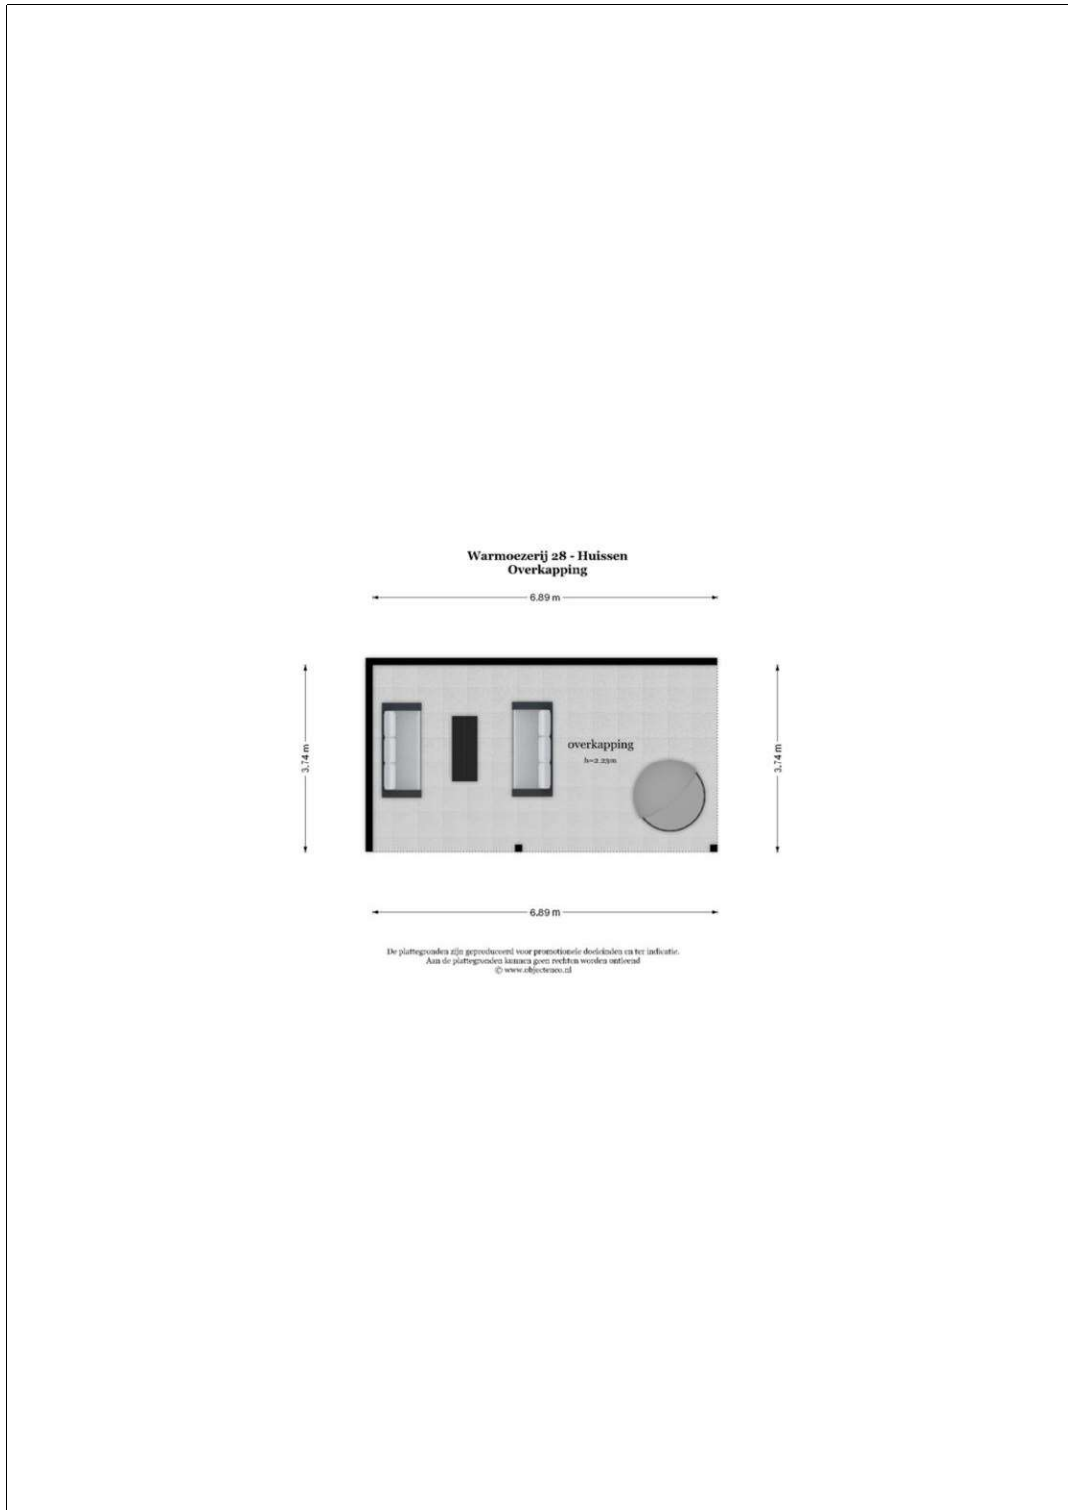 Warmoezerij 28 - Huissen
Overkapping
6.89 m
3.74 m
3.74 m
overkapping
h=2.23m
6.89 m
De plattegronden zijn geproduceerd voor promotionele doeleinden en ter indicatie.
Aan de plattegronden kunnen geen rechten worden ontleend
© www.objectenco.nl